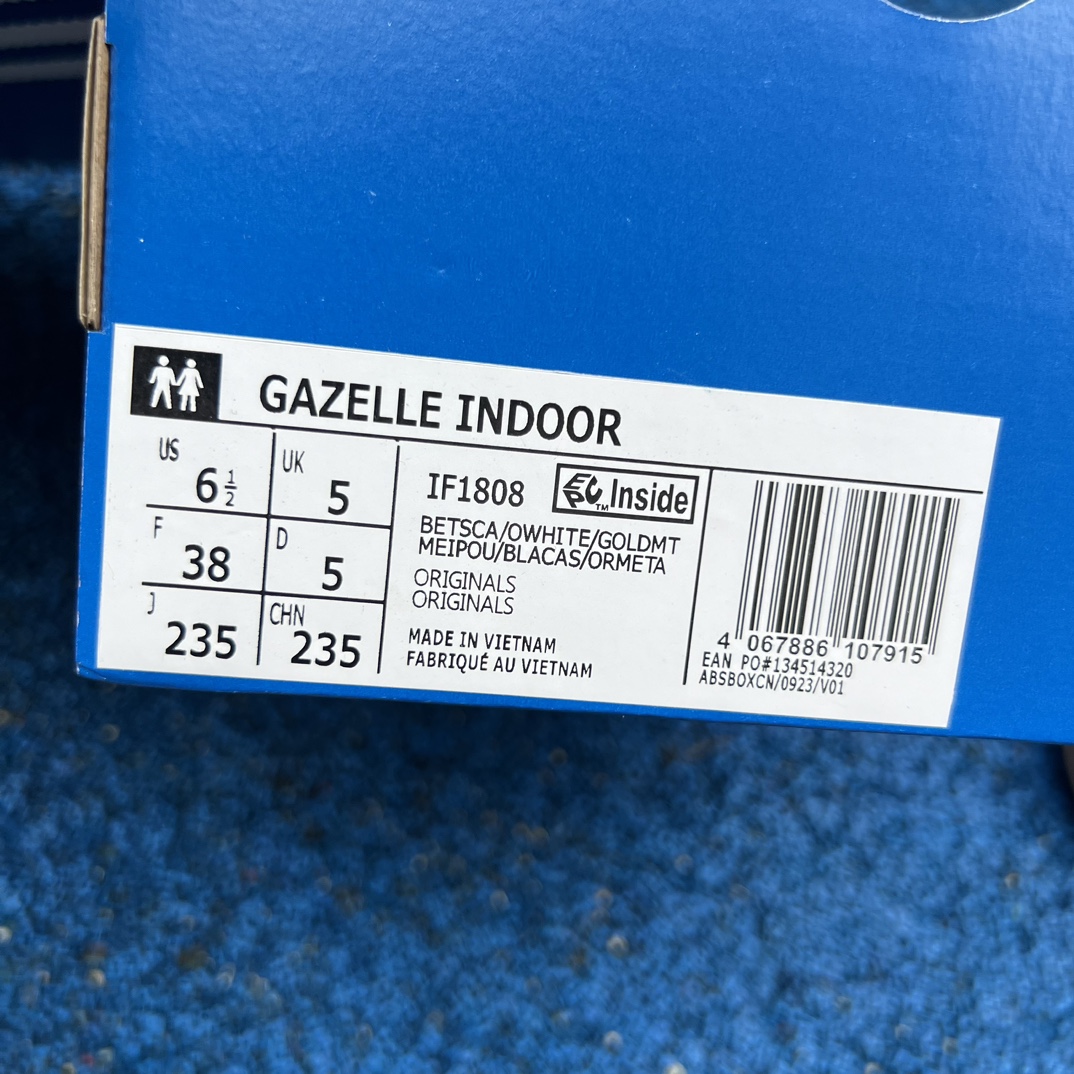 GAZELLE INDOOR
US 6 1/2 UK 5
F 38 D 5
J 235 CHN 235
IF1808 EPC™ Inside
BETSCA/OWHITE/GOLDMT
MEIPOU/BLACAS/ORMETA
ORIGINALS
ORIGINALS
MADE IN VIETNAM
FABRIQUÉ AU VIETNAM
4 067886 107915
EAN PO#134514320
ABSBOXCN/0923/V01